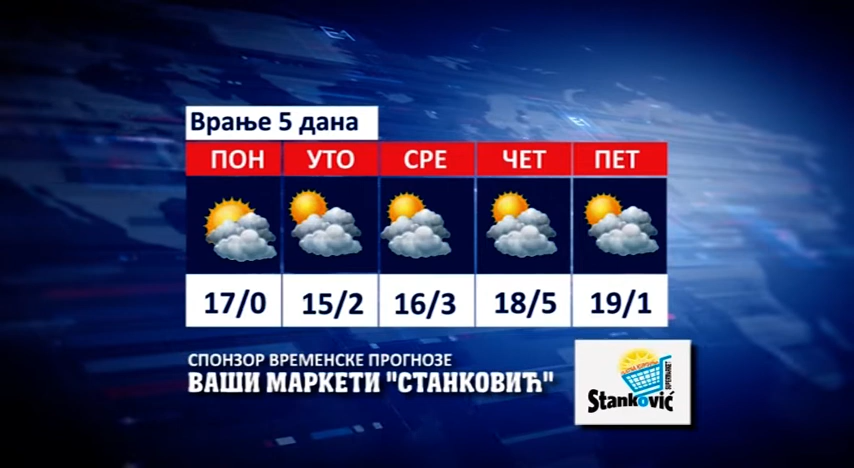 Врање 5 дана
ПОН УТО СРЕ ЧЕТ ПЕТ
17/0 15/2 16/3 18/5 19/1
СПОНЗОР ВРЕМЕНСКЕ ПРОГНОЗЕ
ВАШИ МАРКЕТИ "СТАНКОВИЋ"
Stanković